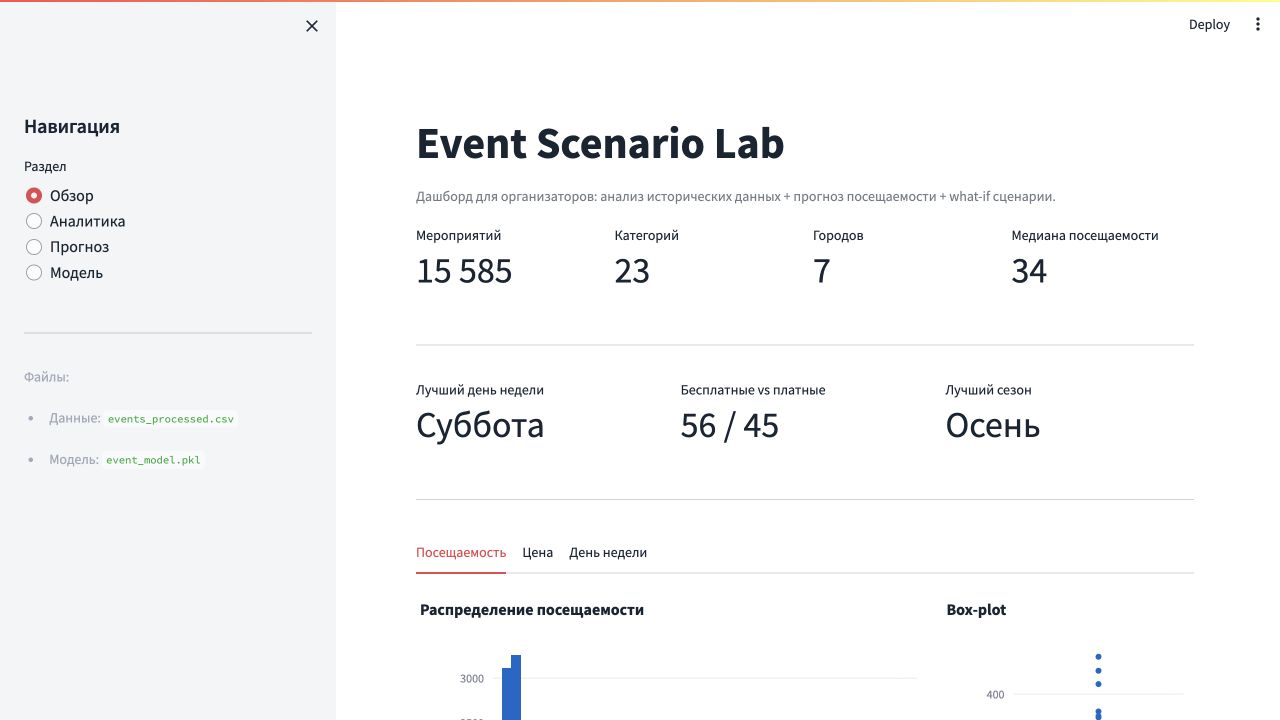 Deploy
Навигация
Раздел
Обзор
Аналитика
Прогноз
Модель
Файлы:
Данные: events_processed.csv
Модель: event_model.pkl
Event Scenario Lab
Дашборд для организаторов: анализ исторических данных + прогноз посещаемости + what-if сценарии.
Мероприятий Категорий Городов Медиана посещаемости
15 585 23 7 34
Лучший день недели Бесплатные vs платные Лучший сезон
Суббота 56 / 45 Осень
Посещаемость Цена День недели
Распределение посещаемости Box-plot
3000
400